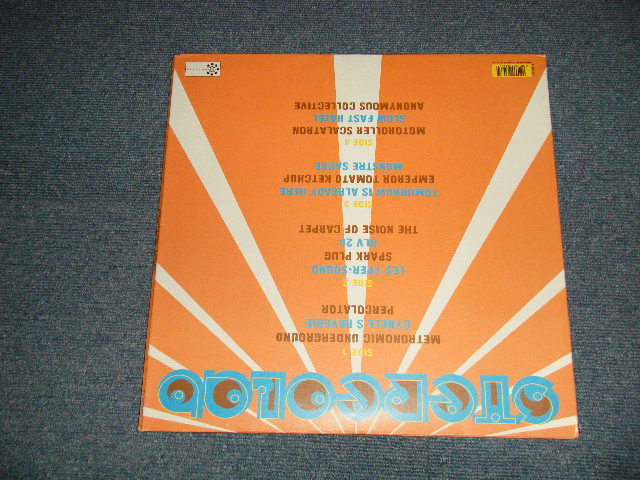 STEREOLAB
SIDE 1
METRONOMIC UNDERGROUND
CYBELE'S REVERIE
PERCOLATOR
SIDE 2
LES YPER-SOUND
SPARK PLUG
OLV 26
THE NOISE OF CARPET
SIDE 3
TOMORROW IS ALREADY HERE
EMPEROR TOMATO KETCHUP
MONSTRE SACRE
SIDE 4
MOTOROLLER SCALATRON
SLOW FAST HAZEL
ANONYMOUS COLLECTIVE